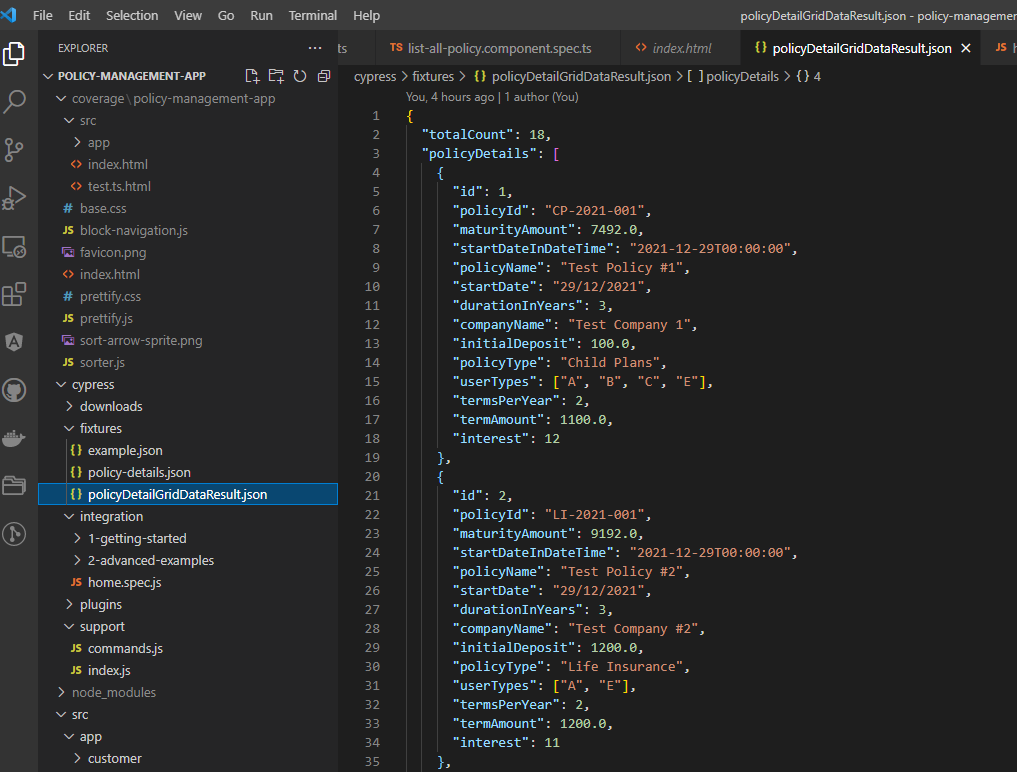 File Edit Selection View Go Run Terminal Help
policyDetailGridDataResult.json - policy-managemen
EXPLORER
POLICY-MANAGEMENT-APP
coverage \ policy-management-app
src
app
index.html
test.ts.html
base.css
block-navigation.js
favicon.png
index.html
prettify.css
prettify.js
sort-arrow-sprite.png
sorter.js
cypress
downloads
fixtures
example.json
policy-details.json
policyDetailGridDataResult.json
integration
1-getting-started
2-advanced-examples
home.spec.js
plugins
support
commands.js
index.js
node_modules
src
app
customer
ts TS list-all-policy.component.spec.ts <> index.html {} policyDetailGridDataResult.json JS h
cypress > fixtures > {} policyDetailGridDataResult.json > [ ] policyDetails > {} 4
You, 4 hours ago | 1 author (You)
1 {
2 "totalCount": 18,
3 "policyDetails": [
4 {
5 "id": 1,
6 "policyId": "CP-2021-001",
7 "maturityAmount": 7492.0,
8 "startDateInDateTime": "2021-12-29T00:00:00",
9 "policyName": "Test Policy #1",
10 "startDate": "29/12/2021",
11 "durationInYears": 3,
12 "companyName": "Test Company 1",
13 "initialDeposit": 100.0,
14 "policyType": "Child Plans",
15 "userTypes": ["A", "B", "C", "E"],
16 "termsPerYear": 2,
17 "termAmount": 1100.0,
18 "interest": 12
19 },
20 {
21 "id": 2,
22 "policyId": "LI-2021-001",
23 "maturityAmount": 9192.0,
24 "startDateInDateTime": "2021-12-29T00:00:00",
25 "policyName": "Test Policy #2",
26 "startDate": "29/12/2021",
27 "durationInYears": 3,
28 "companyName": "Test Company #2",
29 "initialDeposit": 1200.0,
30 "policyType": "Life Insurance",
31 "userTypes": ["A", "E"],
32 "termsPerYear": 2,
33 "termAmount": 1200.0,
34 "interest": 11
35 },